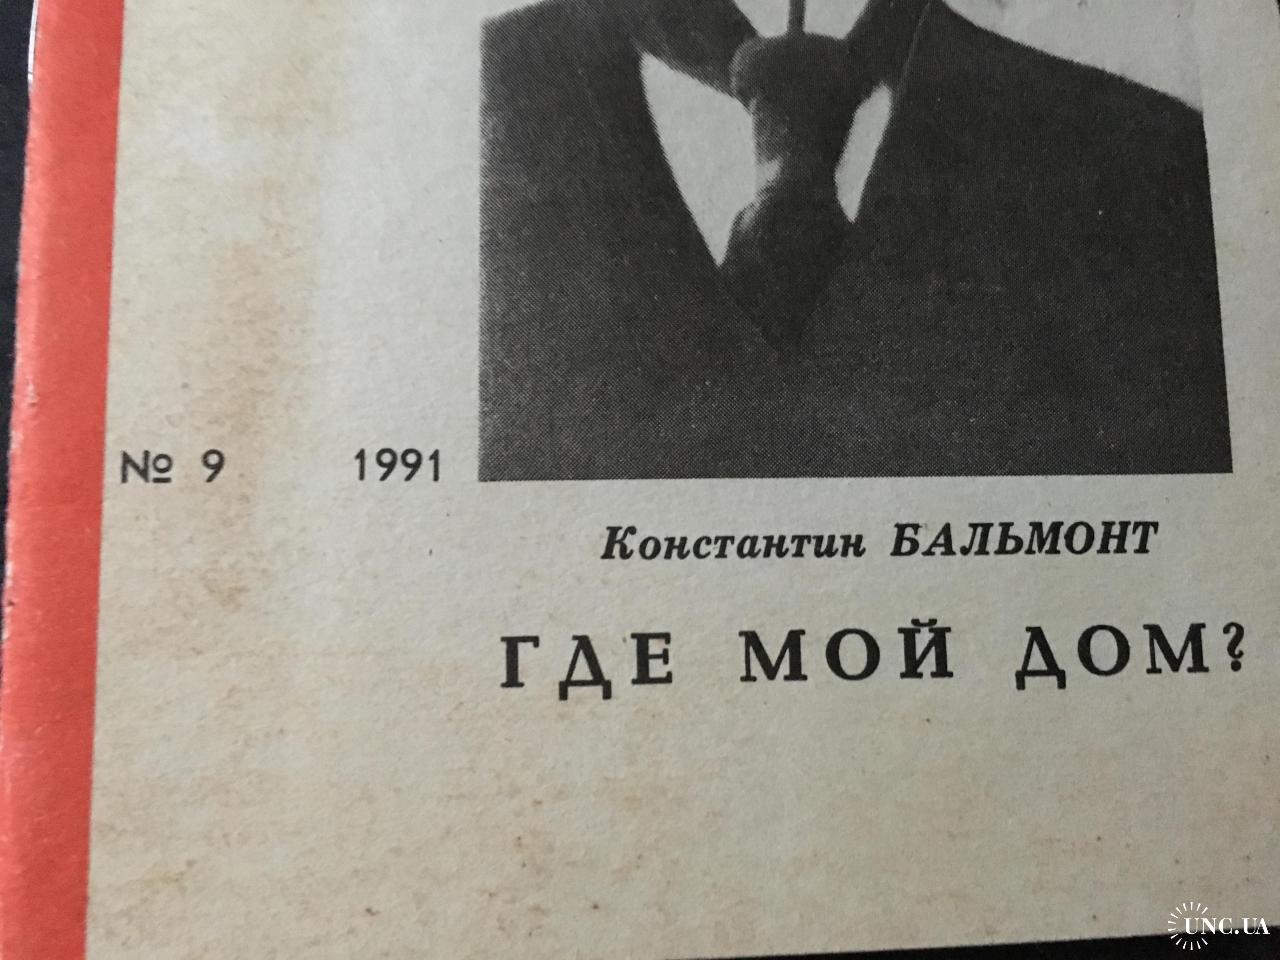 № 9 1991
Константин БАЛЬМОНТ
ГДЕ МОЙ ДОМ?
UNC.UA